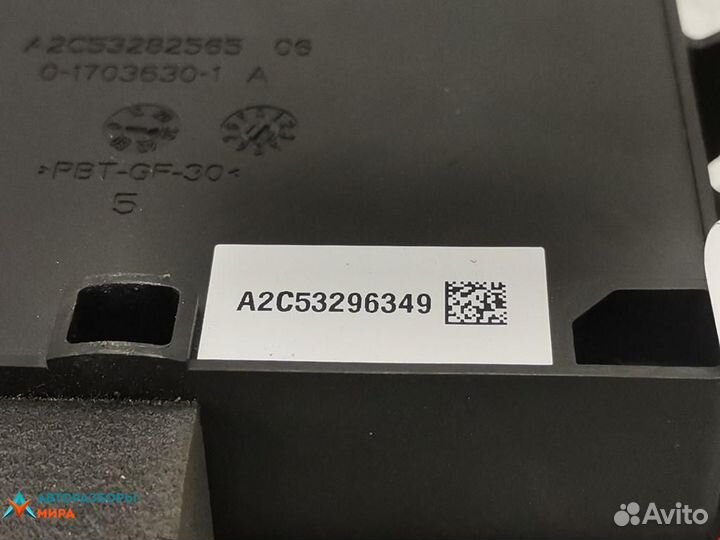 A2C53282565 06
0-1703630-1 A
>PBT-GF-30<
5
A2C53296349
АВТОРАЗБОРЫ
МИРА
Avito